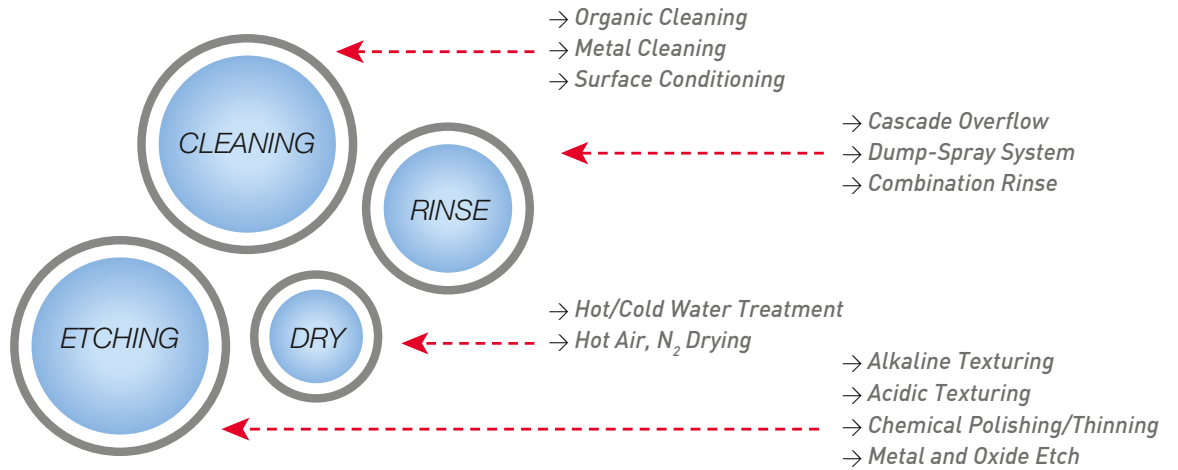 → Organic Cleaning
→ Metal Cleaning
→ Surface Conditioning
CLEANING
→ Cascade Overflow
→ Dump-Spray System
→ Combination Rinse
RINSE
→ Hot/Cold Water Treatment
→ Hot Air, N₂ Drying
DRY
ETCHING
→ Alkaline Texturing
→ Acidic Texturing
→ Chemical Polishing/Thinning
→ Metal and Oxide Etch